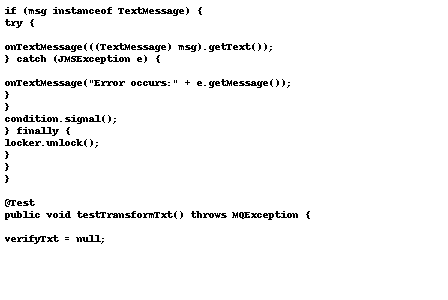 if (msg instanceof TextMessage) {
try {
onTextMessage(((TextMessage) msg).getText());
} catch (JMSException e) {
onTextMessage("Error occurs:" + e.getMessage());
}
}
condition.signal();
} finally {
locker.unlock();
}
}
}
@Test
public void testTransformTxt() throws MQException {
verifyTxt = null;